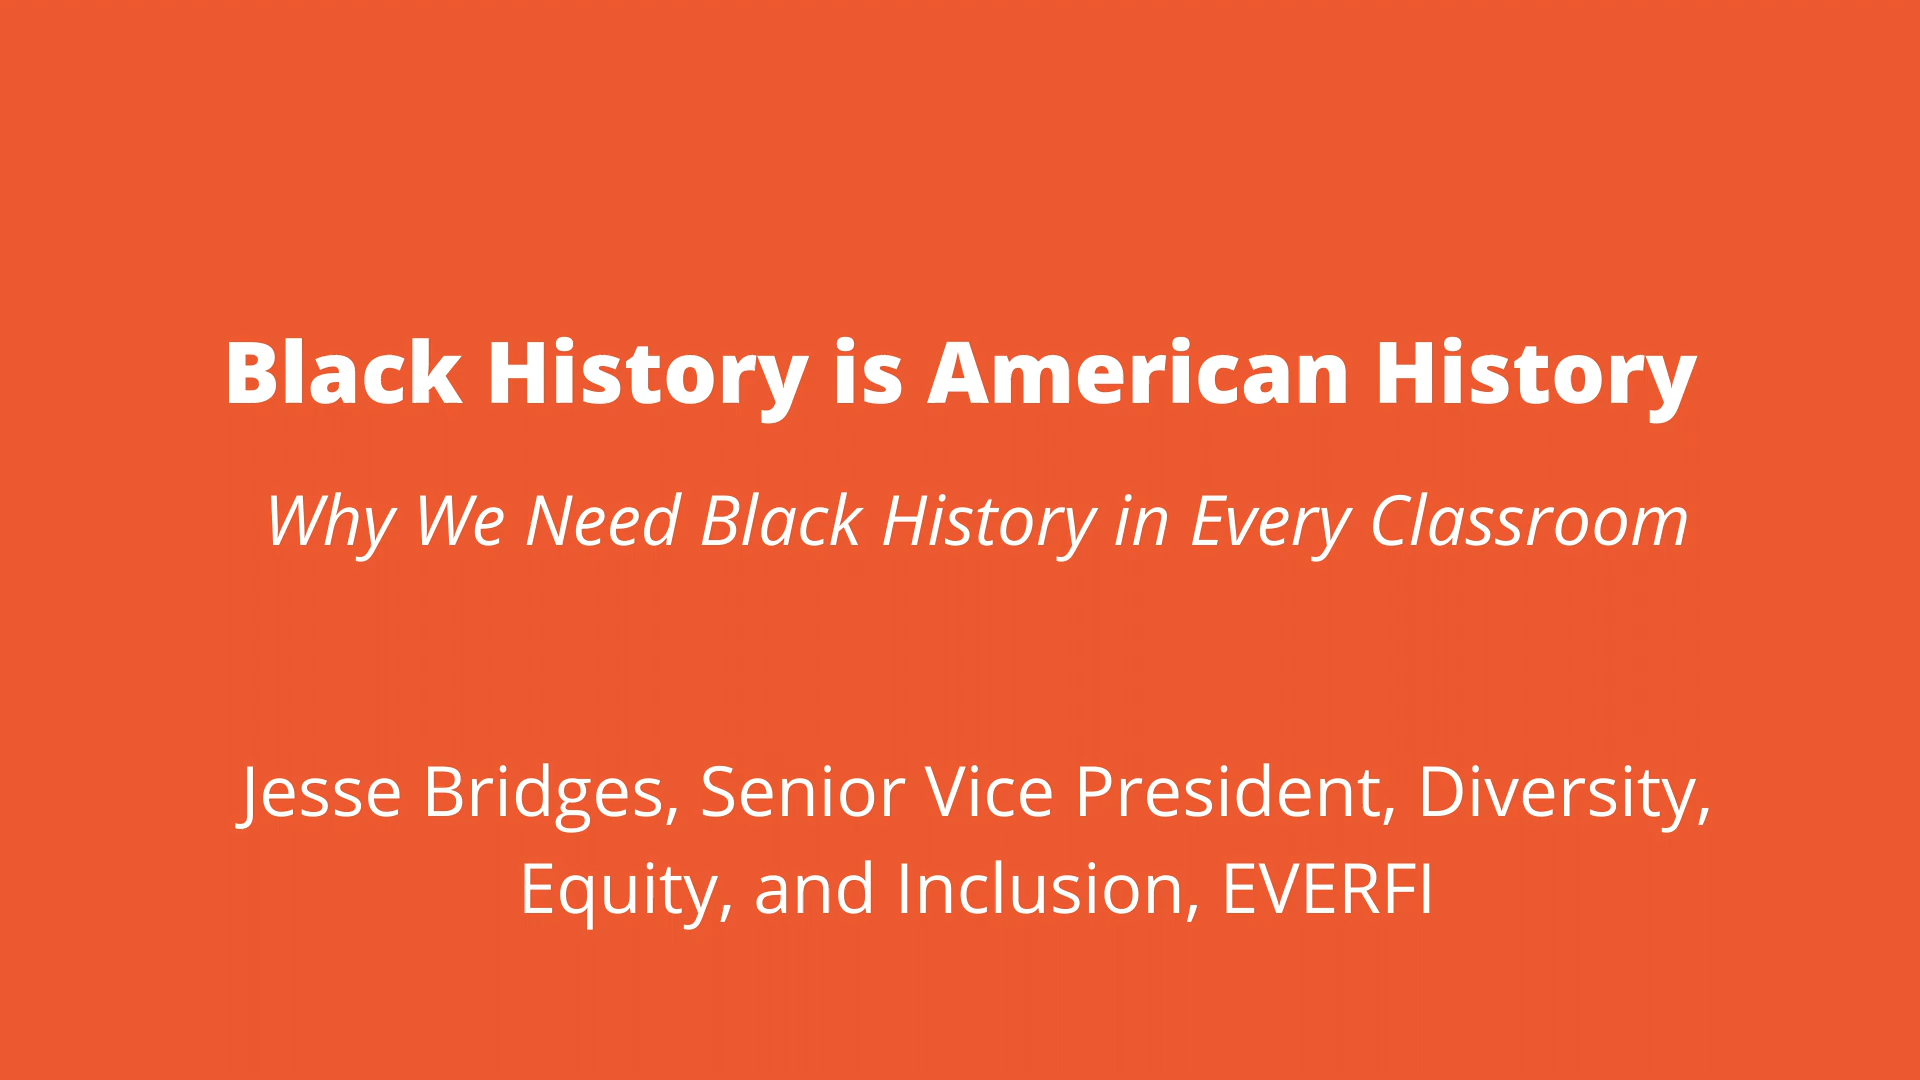 Black History is American History
Why We Need Black History in Every Classroom
Jesse Bridges, Senior Vice President, Diversity,
Equity, and Inclusion, EVERFI